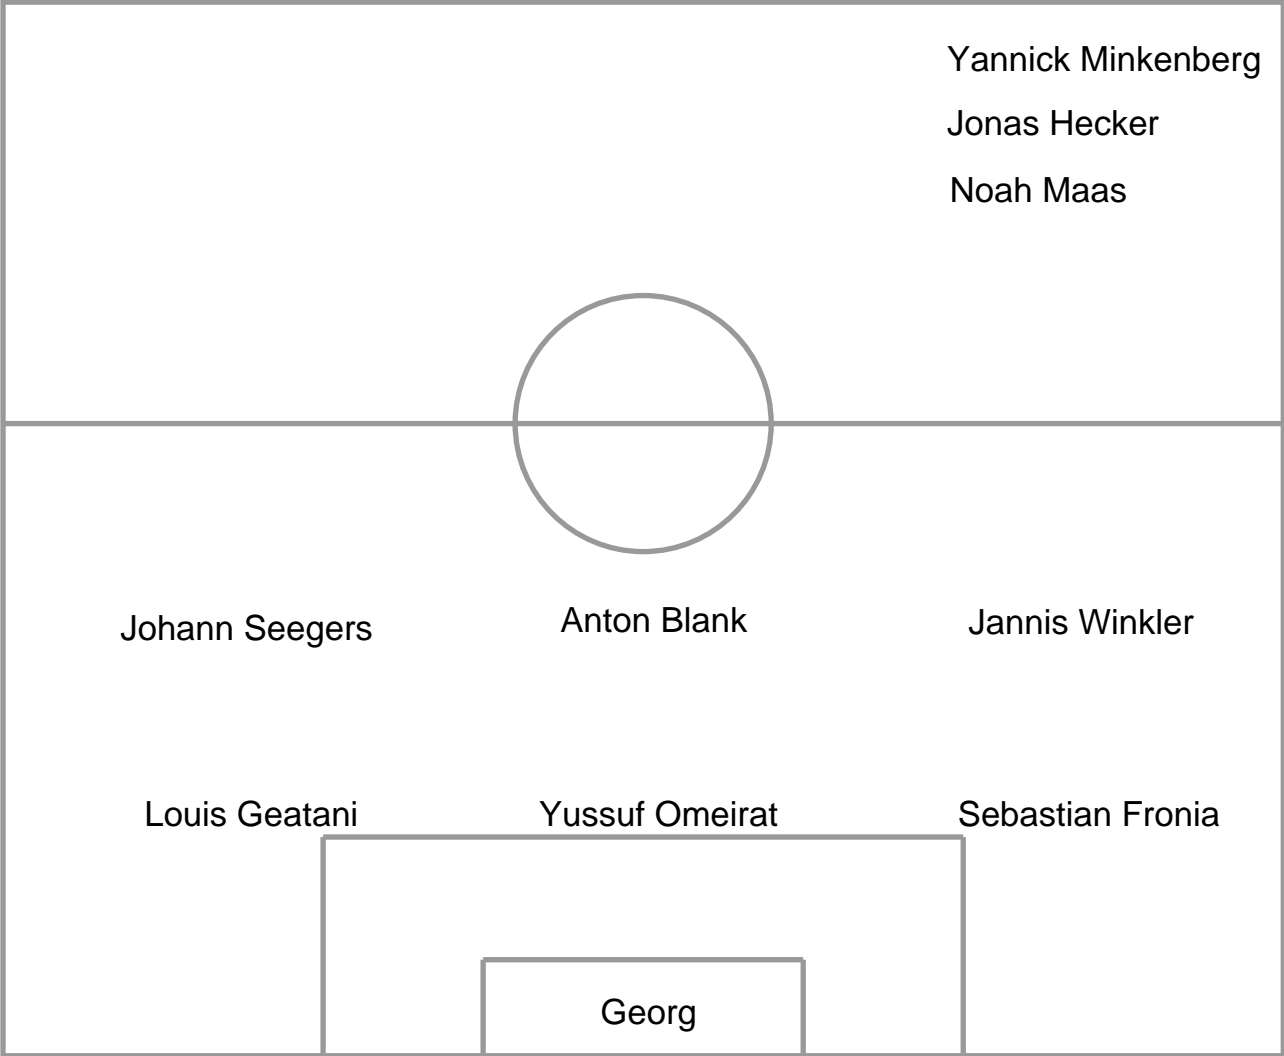 Yannick Minkenberg
Jonas Hecker
Noah Maas
Johann Seegers
Anton Blank
Jannis Winkler
Louis Geatani
Yussuf Omeirat
Sebastian Fronia
Georg